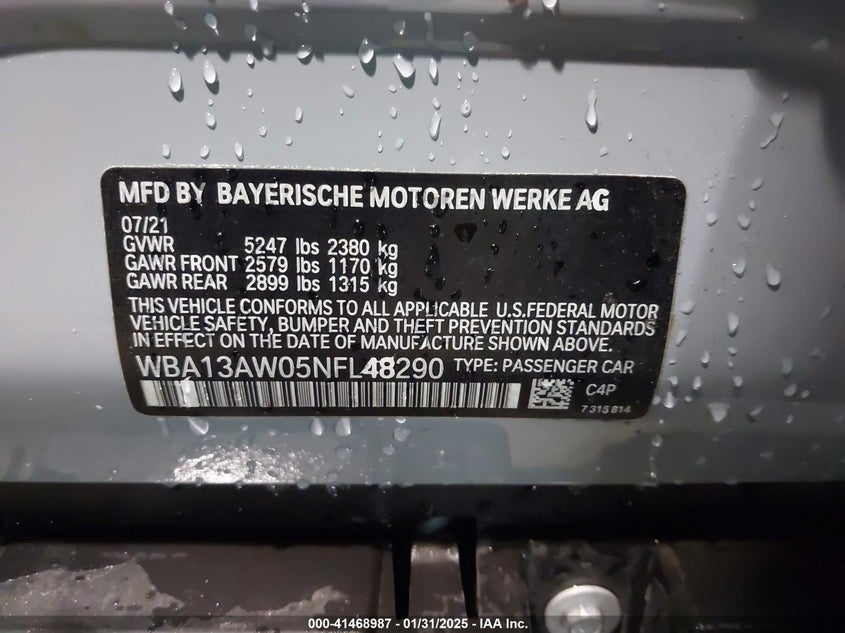 MFD BY BAYERISCHE MOTOREN WERKE AG
07/21
GVWR 5247 lbs 2380 kg
GAWR FRONT 2579 lbs 1170 kg
GAWR REAR 2899 lbs 1315 kg
THIS VEHICLE CONFORMS TO ALL APPLICABLE U.S.FEDERAL MOTOR
VEHICLE SAFETY, BUMPER AND THEFT PREVENTION STANDARDS
IN EFFECT ON THE DATE OF MANUFACTURE SHOWN ABOVE.
WBA13AW05NFL48290 TYPE: PASSENGER CAR
C4P
7 315 814
000-41468987 - 01/31/2025 - IAA Inc.